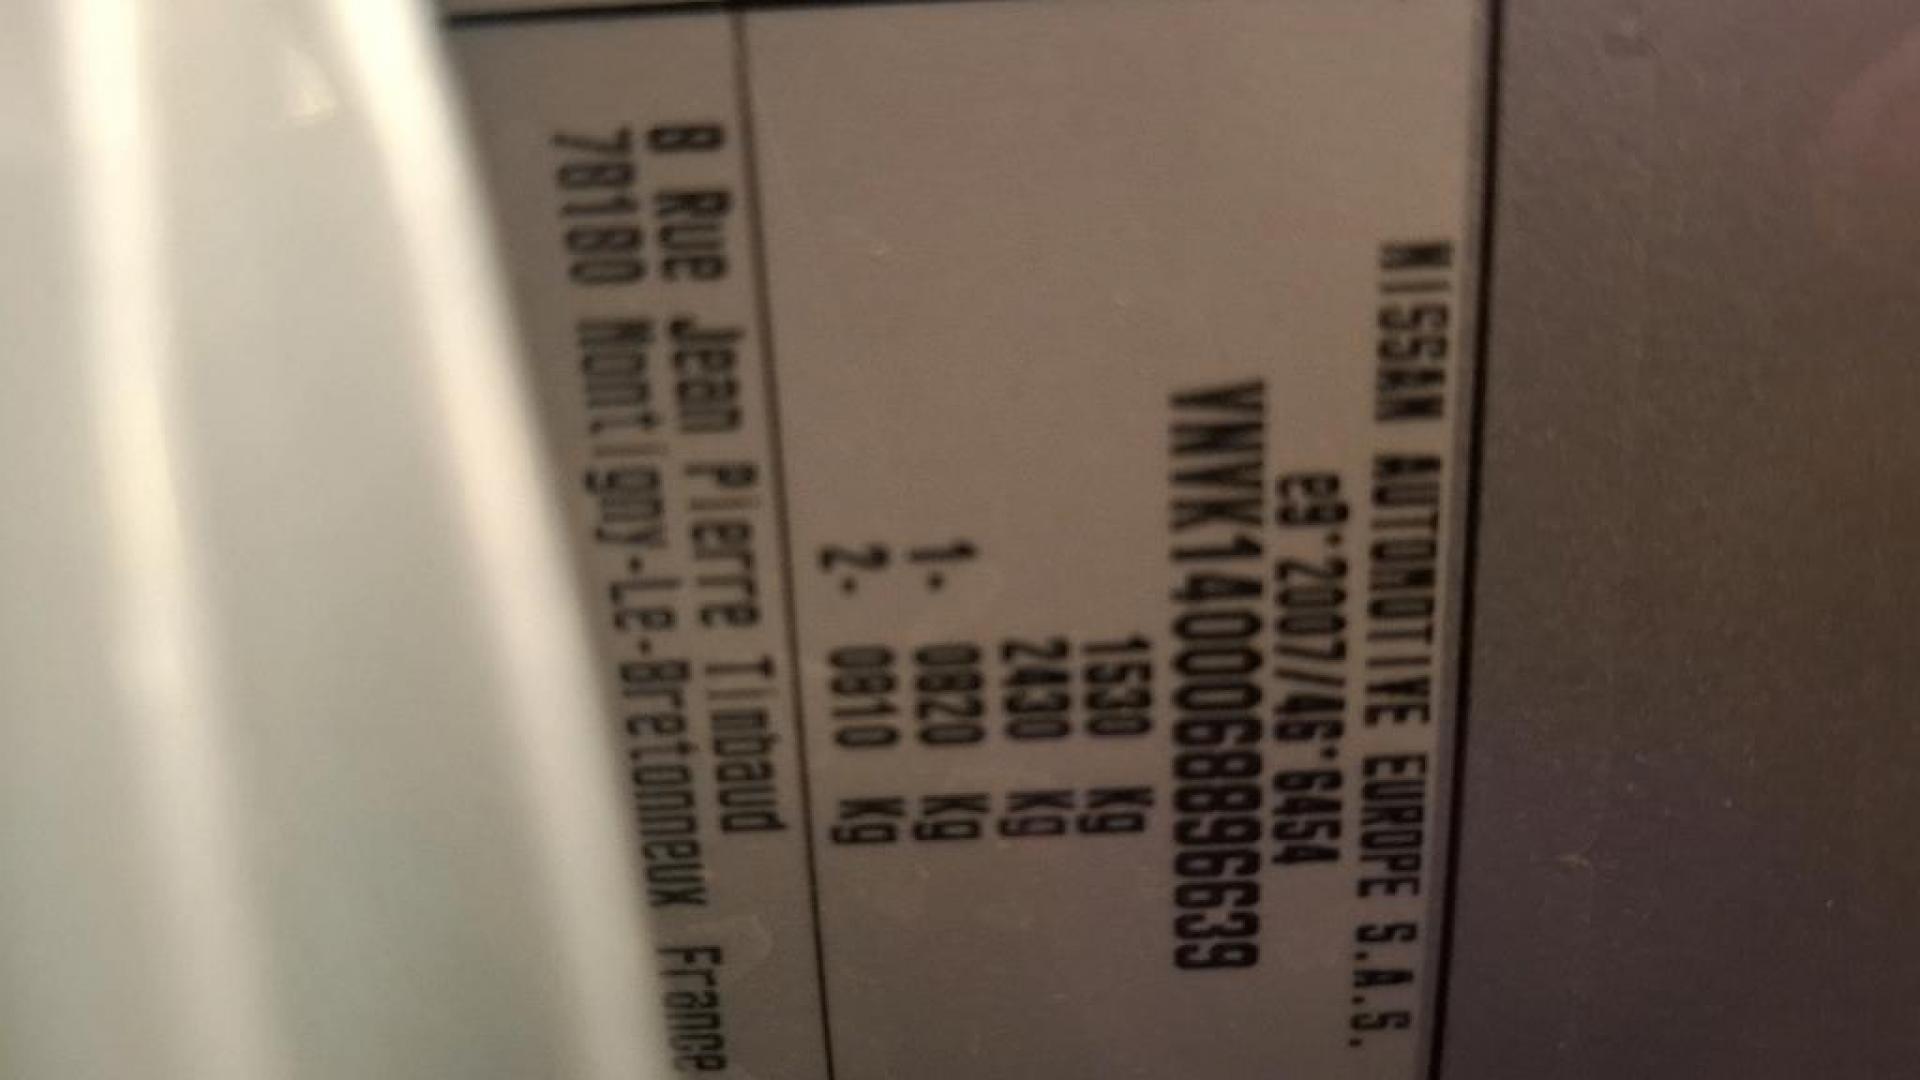 NISSAN AUTOMOTIVE EUROPE S.A.S.
e9*2007/46*6454
VNVK1400068896639
1530 Kg
2430 Kg
1- 0820 Kg
2- 0810 Kg
8 Rue Jean Pierre Timbaud
78180 Montigny-Le-Bretonneux France